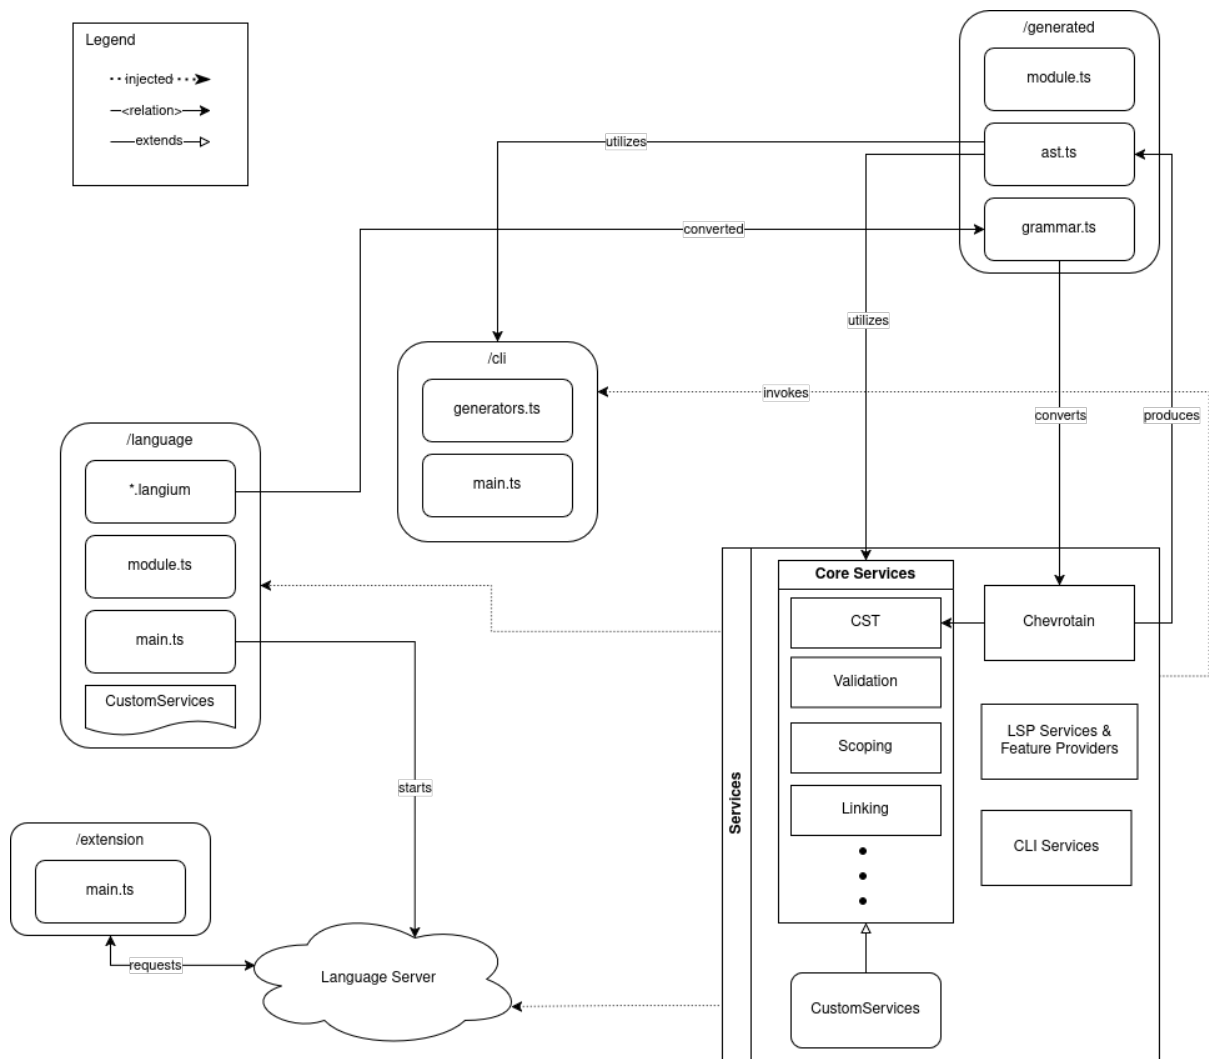 Legend
injected
<relation>
extends
/generated
module.ts
ast.ts
grammar.ts
utilizes
converted
utilizes
/cli
generators.ts
main.ts
invokes
converts
produces
/language
*.langium
module.ts
main.ts
CustomServices
starts
/extension
main.ts
requests
Language Server
Services
Core Services
CST
Validation
Scoping
Linking
Chevrotain
LSP Services &
Feature Providers
CLI Services
CustomServices